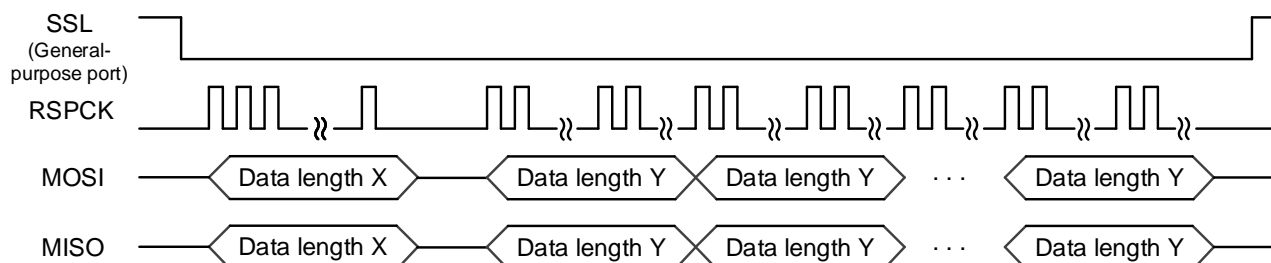 SSL
(General-
purpose port)
RSPCK
MOSI
Data length X
Data length Y
Data length Y
· · ·
Data length Y
MISO
Data length X
Data length Y
Data length Y
· · ·
Data length Y